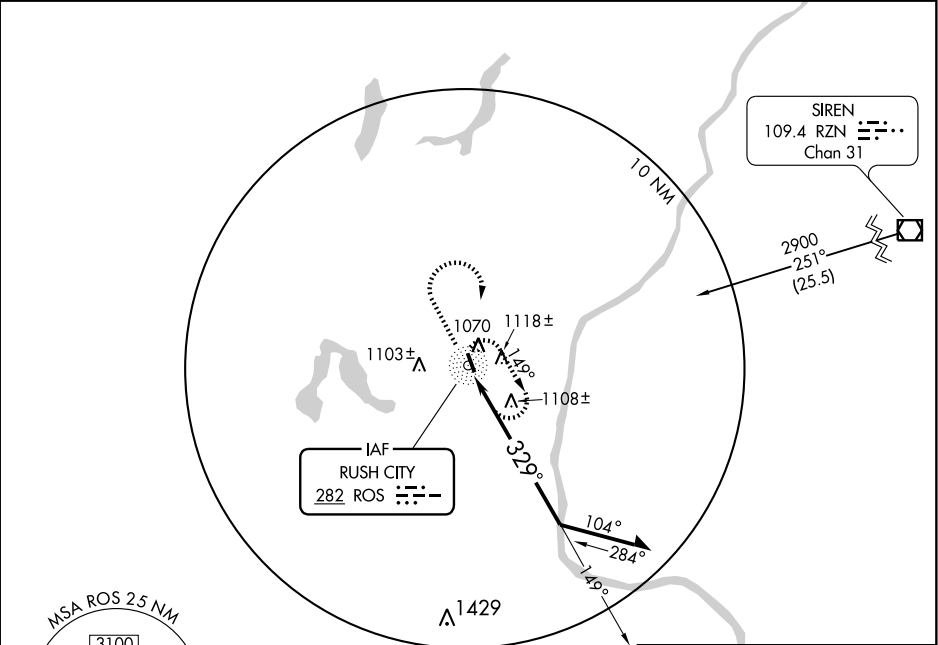 SIREN
109.4 RZN
Chan 31
10 NM
2900
251°
(25.5)
1070
1118±
1103±
149°
1108±
IAF
RUSH CITY
282 ROS
329°
104°
284°
149°
1429
MSA ROS 25 NM
3100